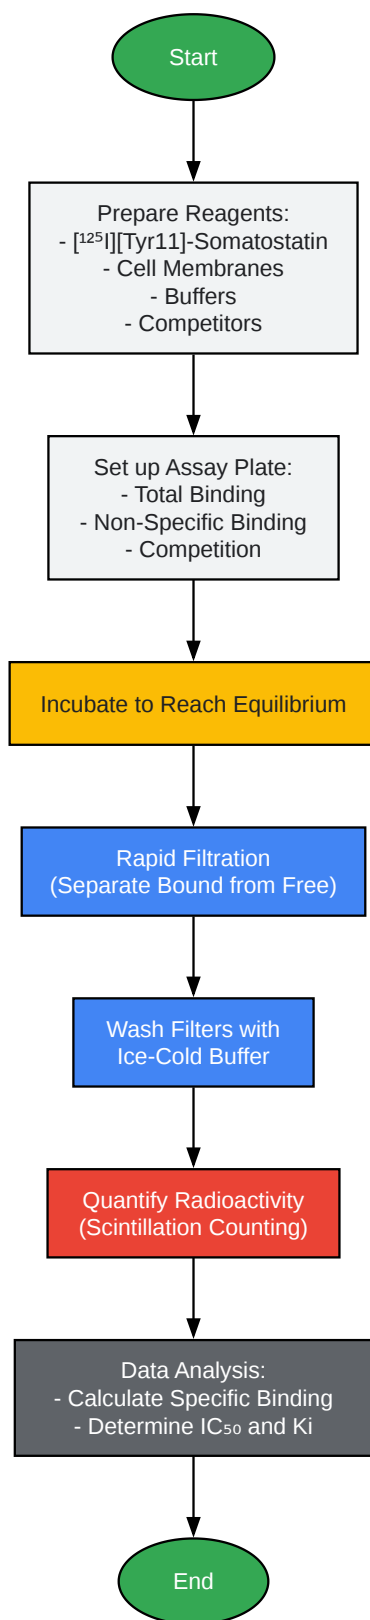 Start
Prepare Reagents:
- [¹²⁵I][Tyr11]-Somatostatin
- Cell Membranes
- Buffers
- Competitors
Set up Assay Plate:
- Total Binding
- Non-Specific Binding
- Competition
Incubate to Reach Equilibrium
Rapid Filtration
(Separate Bound from Free)
Wash Filters with
Ice-Cold Buffer
Quantify Radioactivity
(Scintillation Counting)
Data Analysis:
- Calculate Specific Binding
- Determine IC₅₀ and Ki
End